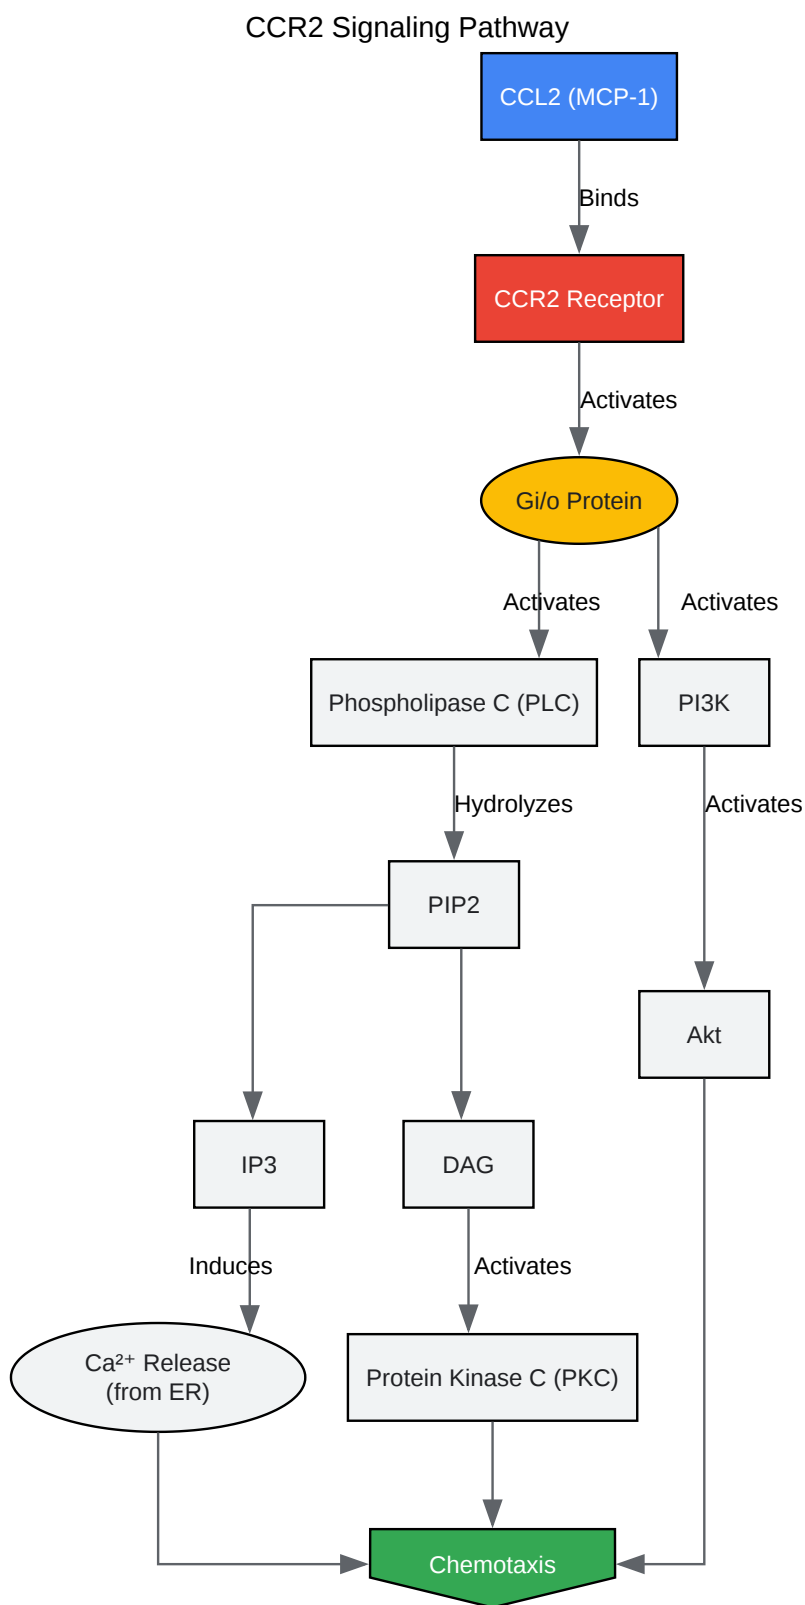 CCR2 Signaling Pathway
CCL2 (MCP-1)
Binds
CCR2 Receptor
Activates
Gi/o Protein
Activates
Activates
Phospholipase C (PLC)
PI3K
Hydrolyzes
Activates
PIP2
Akt
IP3
DAG
Induces
Activates
Ca²⁺ Release
(from ER)
Protein Kinase C (PKC)
Chemotaxis